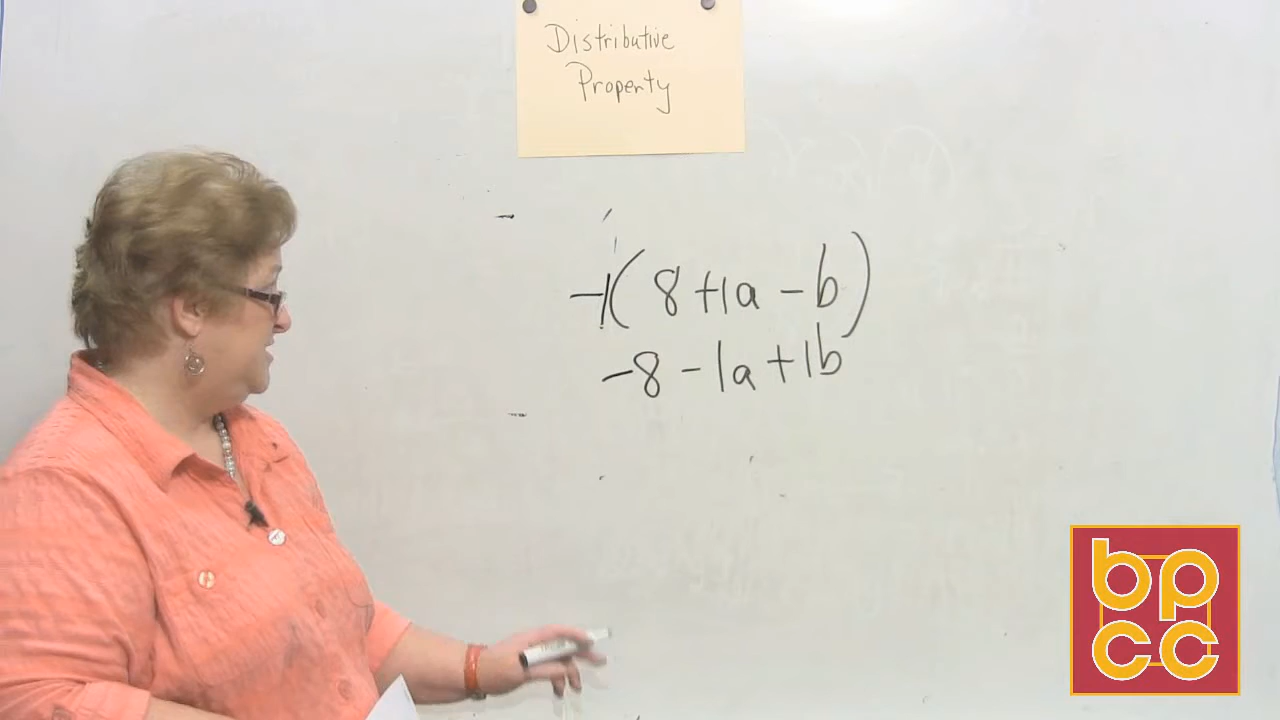 Distributive
Property
-1( 8 +1a - b)
-8 - 1a + 1b
bp
cc